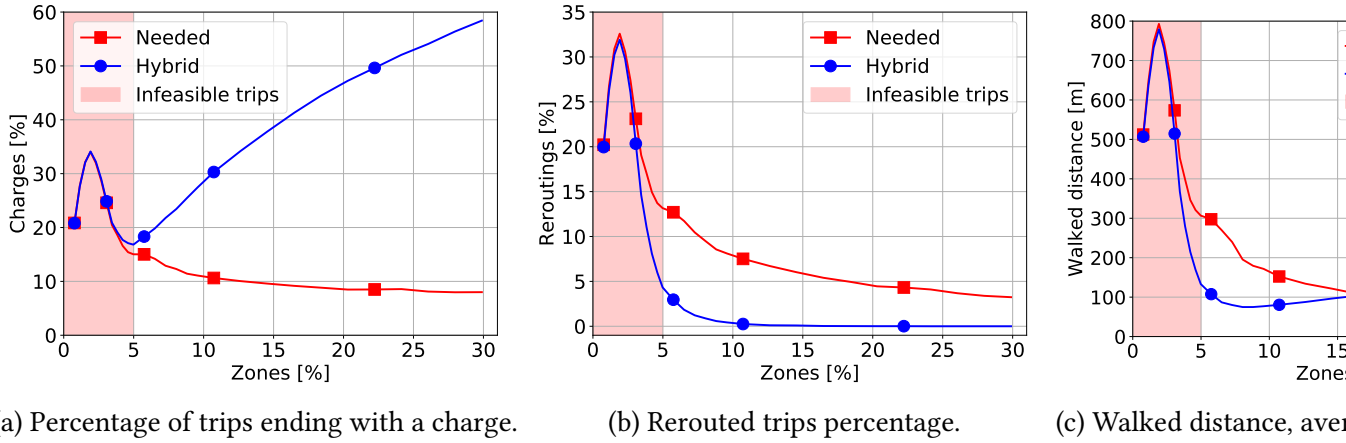 60
50
40
30
20
10
0
Charges [%]
Needed
Hybrid
Infeasible trips
0 5 10 15 20 25 30
Zones [%]
(a) Percentage of trips ending with a charge.
35
30
25
20
15
10
5
0
Reroutings [%]
Needed
Hybrid
Infeasible trips
0 5 10 15 20 25 30
Zones [%]
(b) Rerouted trips percentage.
800
700
600
500
400
300
200
100
0
Walked distance [m]
0 5 10 15
Zones
(c) Walked distance, aver